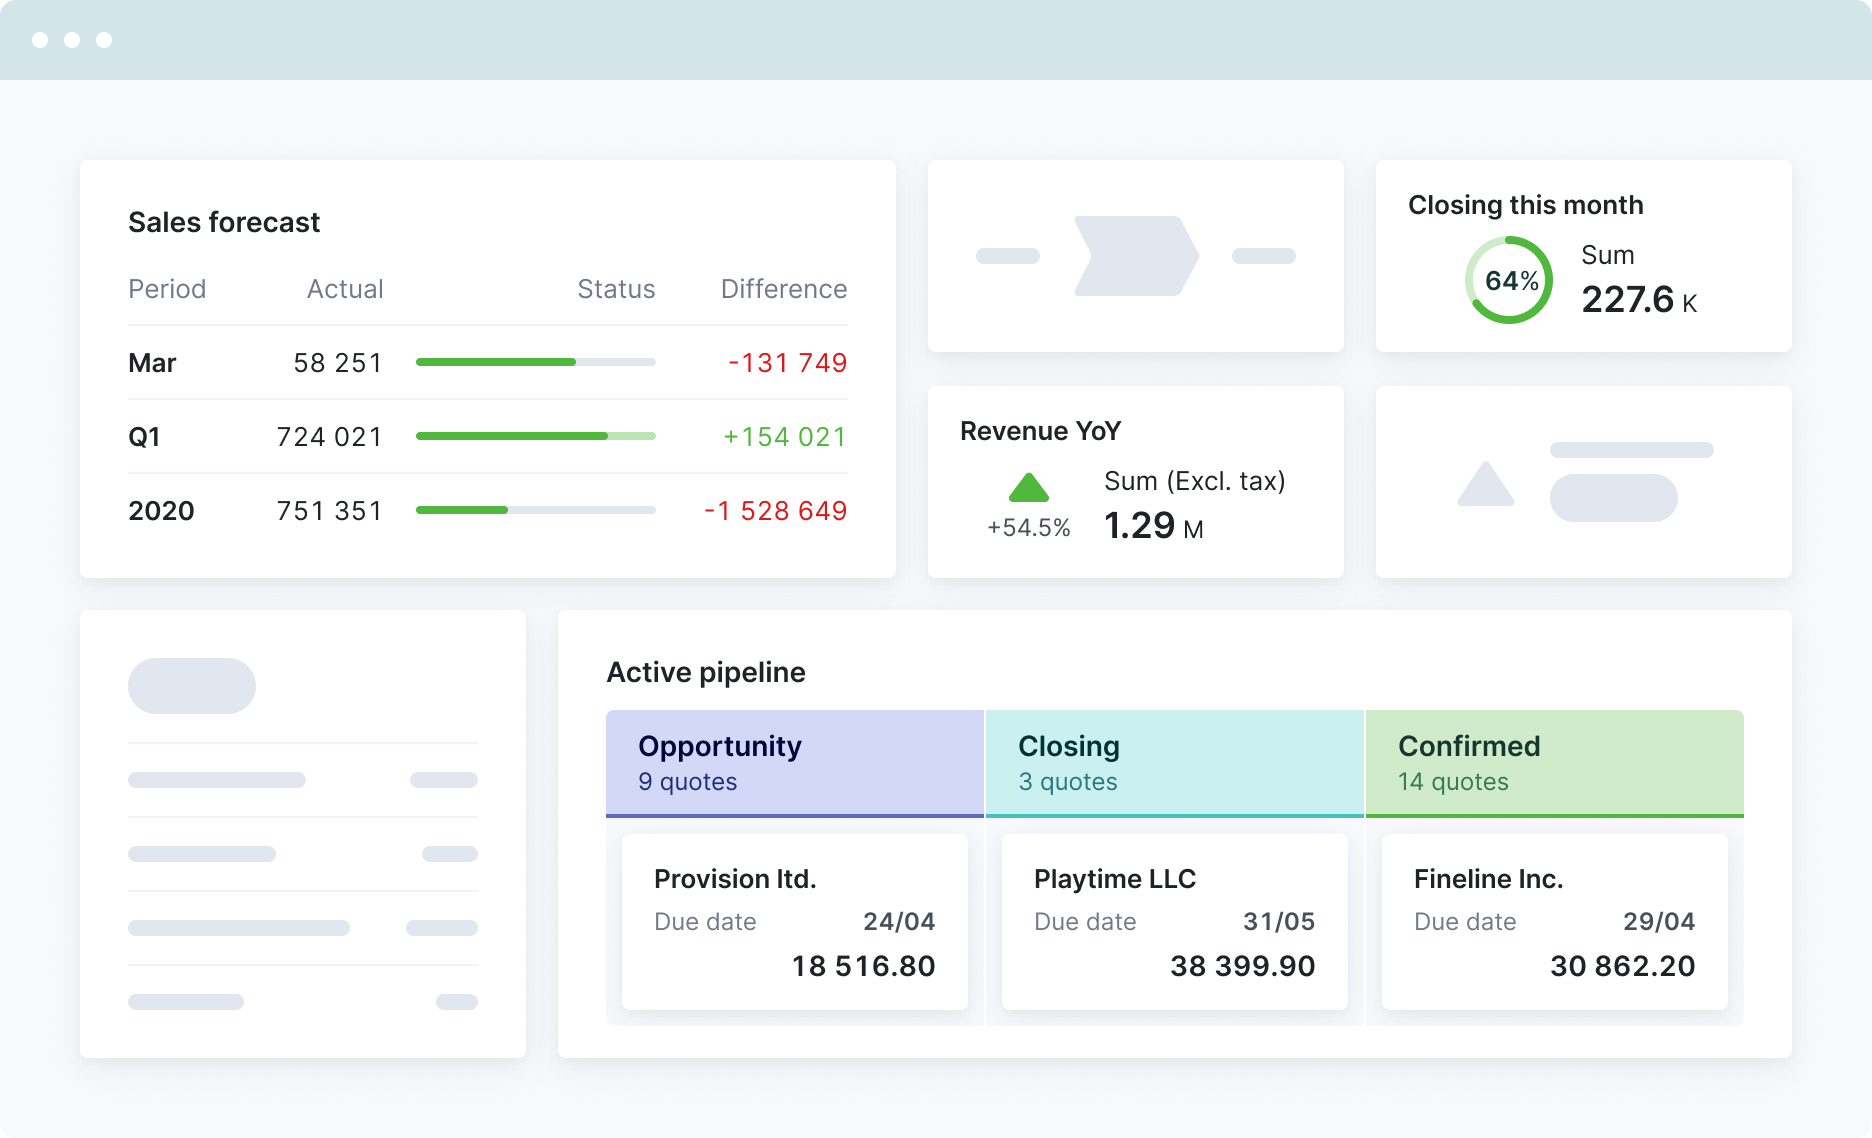 Sales forecast
Period Actual Status Difference
Mar 58 251 -131 749
Q1 724 021 +154 021
2020 751 351 -1 528 649
Closing this month
64%
Sum
227.6 K
Revenue YoY
+54.5%
Sum (Excl. tax)
1.29 M
Active pipeline
Opportunity
9 quotes
Provision ltd.
Due date 24/04
18 516.80
Closing
3 quotes
Playtime LLC
Due date 31/05
38 399.90
Confirmed
14 quotes
Fineline Inc.
Due date 29/04
30 862.20